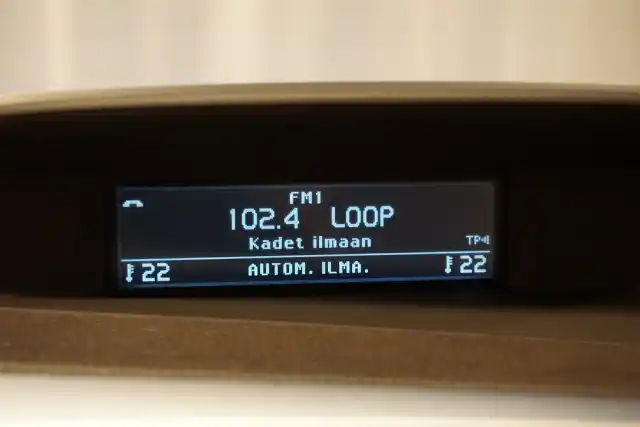 FM1
102.4 LOOP
Kadet ilmaan
TP
22 AUTOM. ILMA. 22